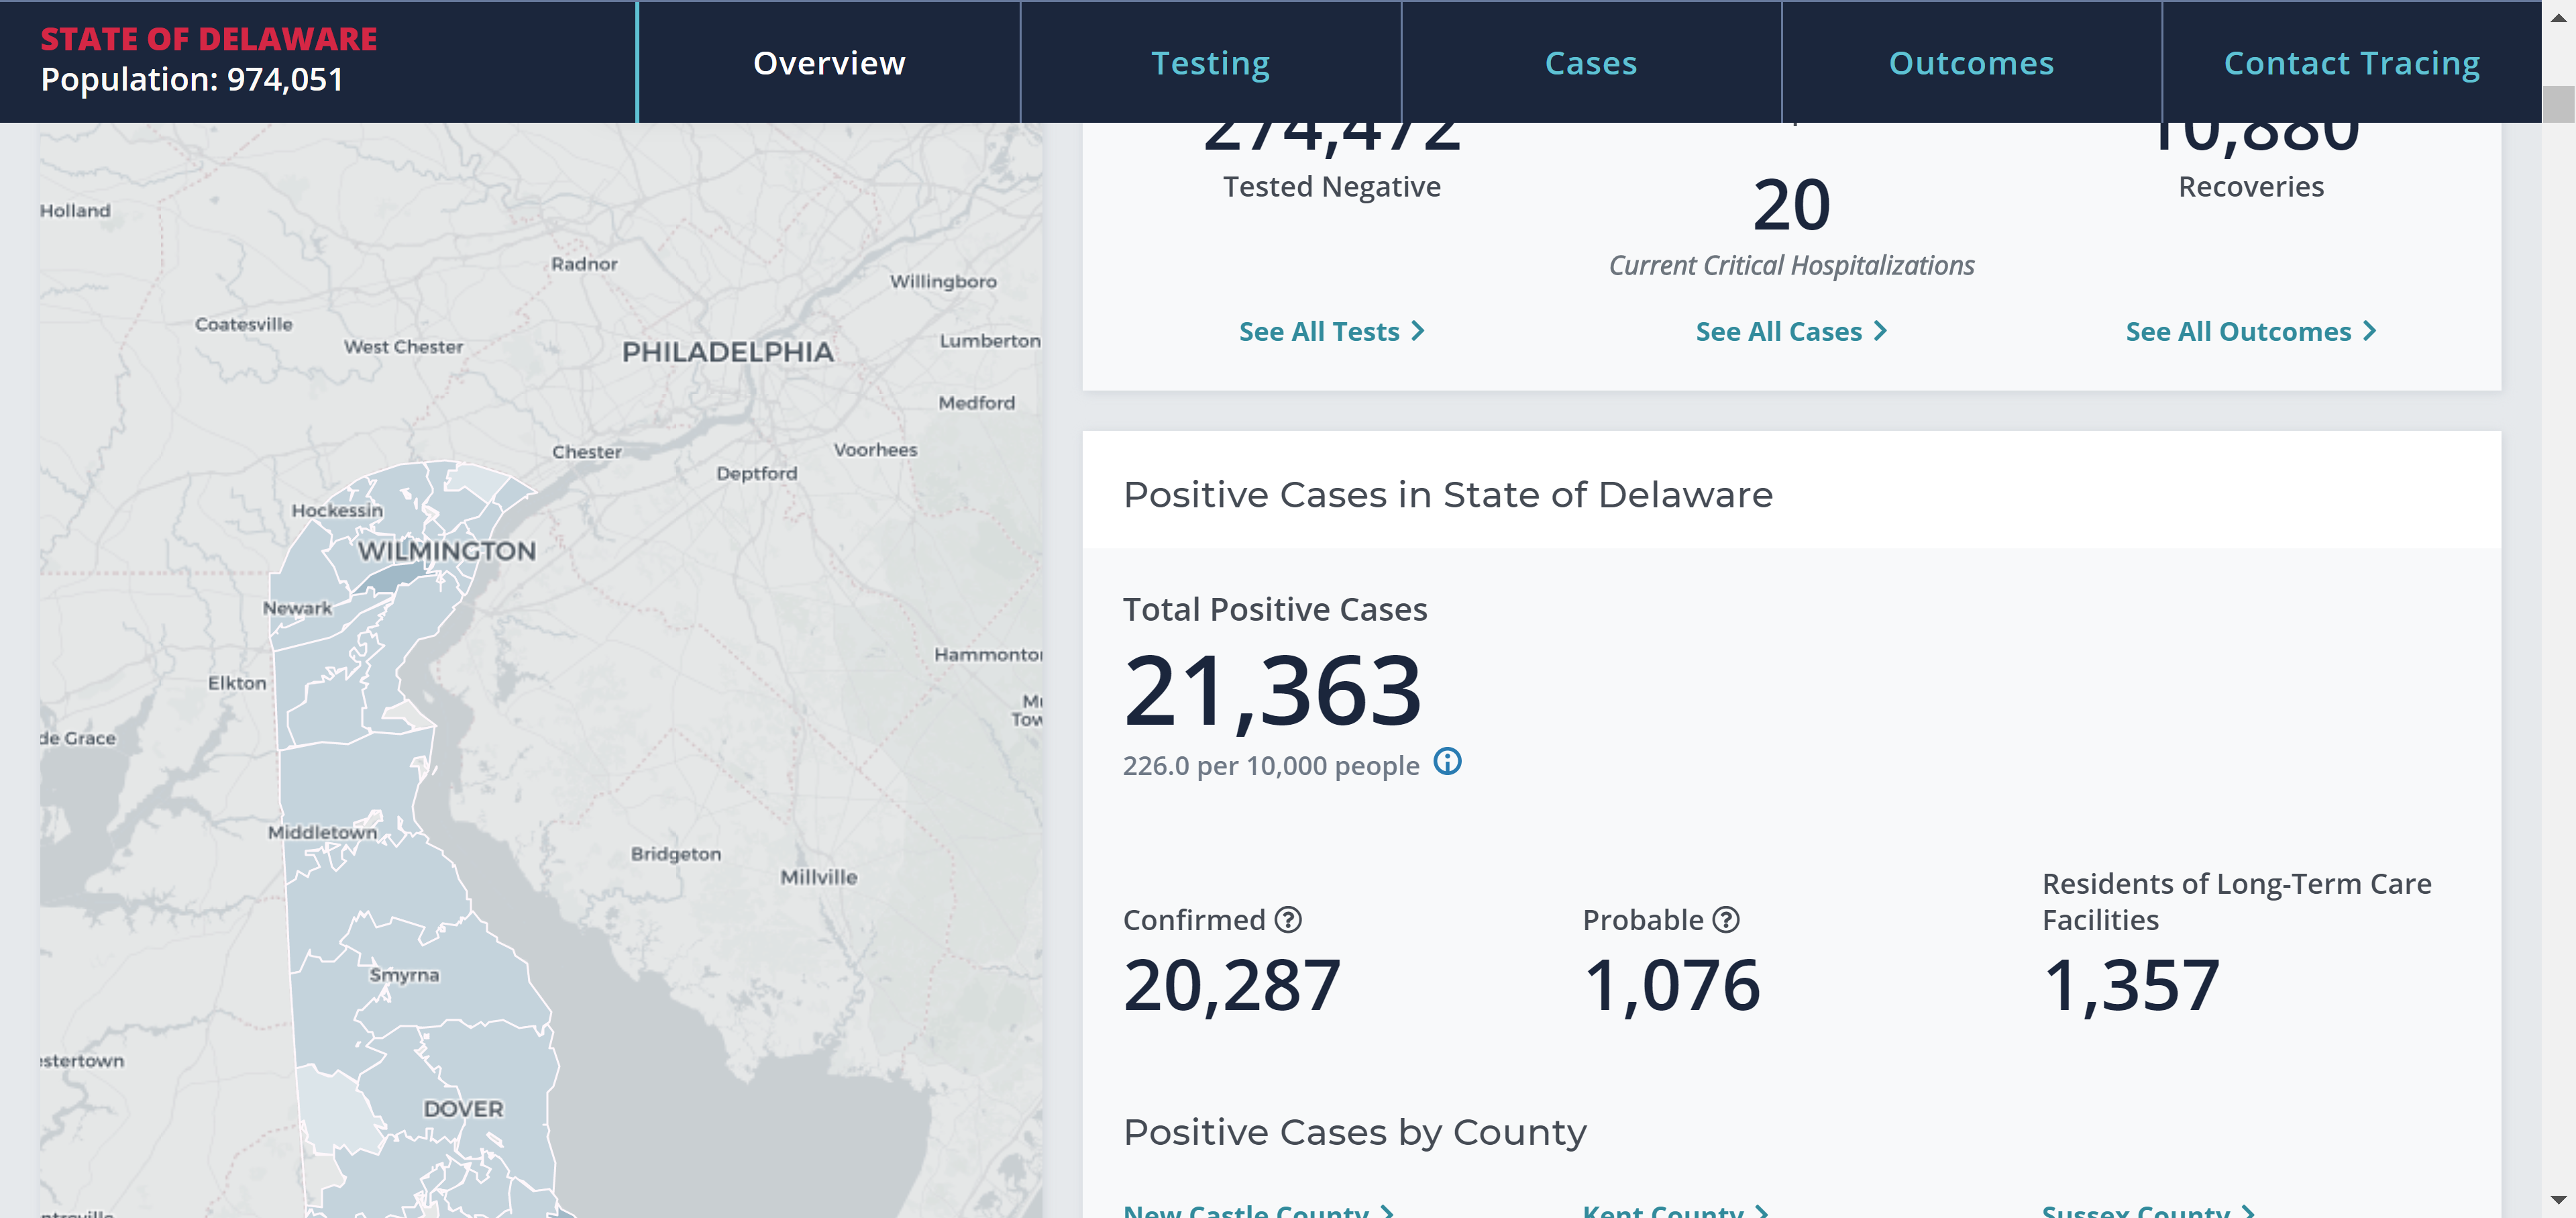 STATE OF DELAWARE
Population: 974,051
Overview
Testing
Cases
Outcomes
Contact Tracing
274,472
Tested Negative
20
Current Critical Hospitalizations
10,880
Recoveries
See All Tests
See All Cases
See All Outcomes
Positive Cases in State of Delaware
Total Positive Cases
21,363
226.0 per 10,000 people
Confirmed
20,287
Probable
1,076
Residents of Long-Term Care
Facilities
1,357
Positive Cases by County
New Castle County
Kent County
Sussex County
Holland
Radnor
Willingboro
Coatesville
West Chester
PHILADELPHIA
Lumberton
Medford
Chester
Voorhees
Deptford
Hockessin
WILMINGTON
Newark
Hammonto
Elkton
Tow
de Grace
Middletown
Bridgeton
Millville
Smyrna
stertown
DOVER